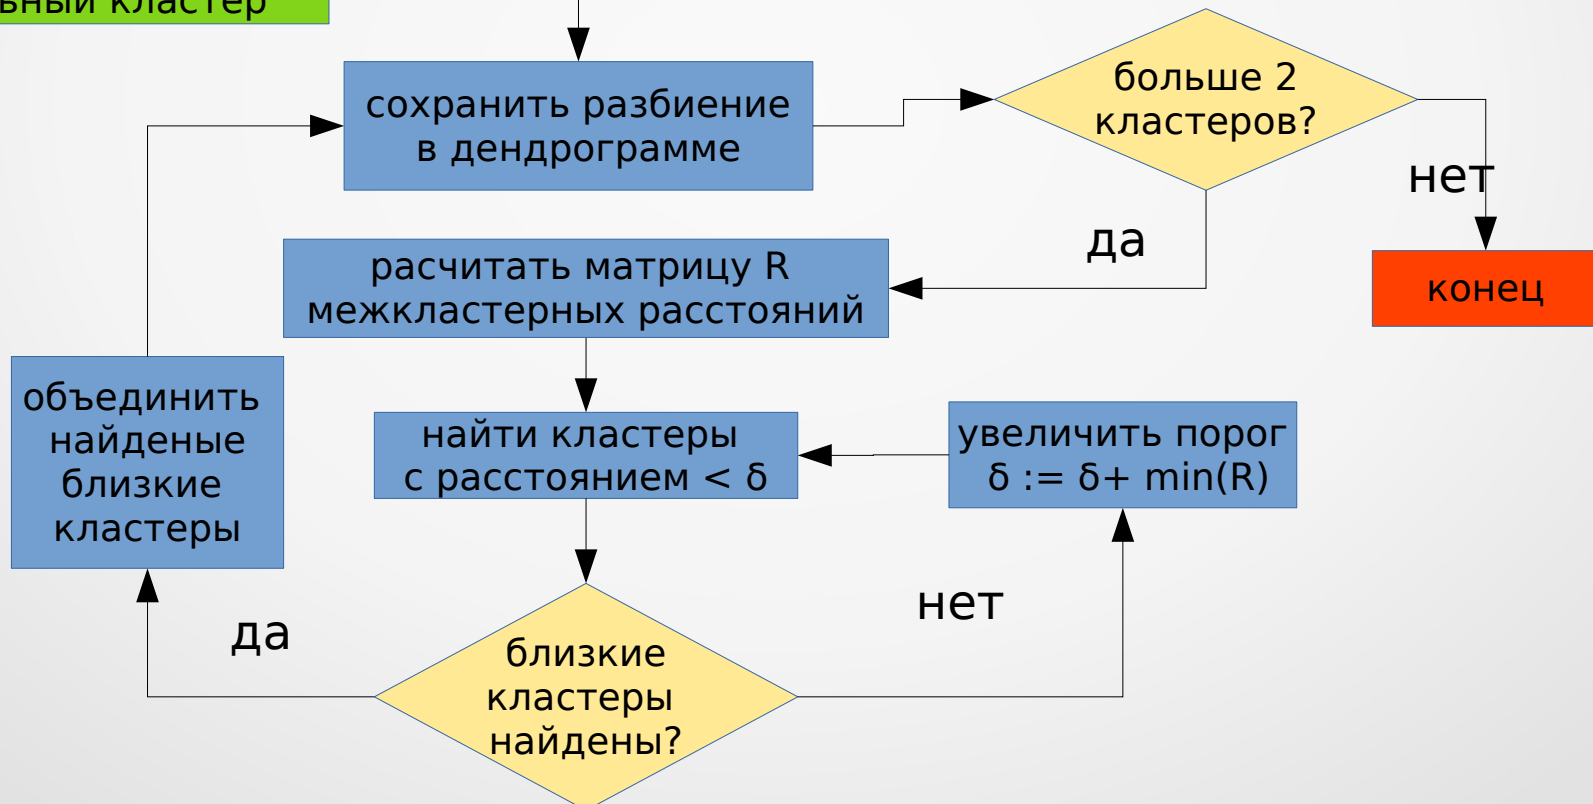 кластер
сохранить разбиение
в дендрограмме
больше 2
кластеров?
нет
да
конец
расчитать матрицу R
межкластерных расстояний
объединить
найденые
близкие
кластеры
найти кластеры
с расстоянием < δ
увеличить порог
δ := δ+ min(R)
да
нет
близкие
кластеры
найдены?